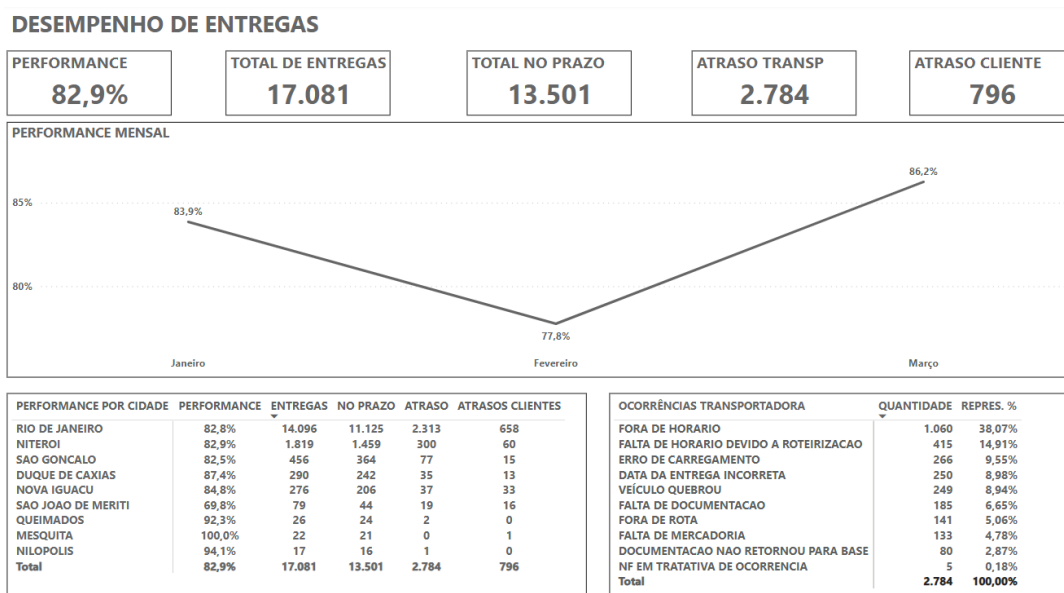 DESEMPENHO DE ENTREGAS
PERFORMANCE
82,9%
TOTAL DE ENTREGAS
17.081
TOTAL NO PRAZO
13.501
ATRASO TRANSP
2.784
ATRASO CLIENTE
796
PERFORMANCE MENSAL
85%
80%
83,9%
77,8%
86,2%
Janeiro
Fevereiro
Março
PERFORMANCE POR CIDADE PERFORMANCE ENTREGAS NO PRAZO ATRASO ATRASOS CLIENTES
RIO DE JANEIRO 82,8% 14.096 11.125 2.313 658
NITEROI 82,9% 1.819 1.459 300 60
SAO GONCALO 82,5% 456 364 77 15
DUQUE DE CAXIAS 87,4% 290 242 35 13
NOVA IGUACU 84,8% 276 206 37 33
SAO JOAO DE MERITI 69,8% 79 44 19 16
QUEIMADOS 92,3% 26 24 2 0
MESQUITA 100,0% 22 21 0 1
NILOPOLIS 94,1% 17 16 1 0
Total 82,9% 17.081 13.501 2.784 796
OCORRÊNCIAS TRANSPORTADORA QUANTIDADE REPRES. %
FORA DE HORARIO 1.060 38,07%
FALTA DE HORARIO DEVIDO A ROTEIRIZACAO 415 14,91%
ERRO DE CARREGAMENTO 266 9,55%
DATA DA ENTREGA INCORRETA 250 8,98%
VEÍCULO QUEBROU 249 8,94%
FALTA DE DOCUMENTACAO 185 6,65%
FORA DE ROTA 141 5,06%
FALTA DE MERCADORIA 133 4,78%
DOCUMENTACAO NAO RETORNOU PARA BASE 80 2,87%
NF EM TRATATIVA DE OCORRENCIA 5 0,18%
Total 2.784 100,00%